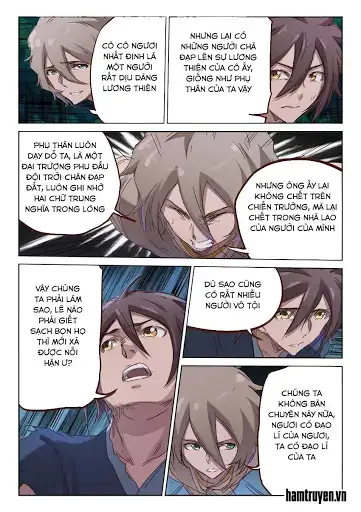 CÔ CÔ NGƯƠI
NHẤT ĐỊNH LÀ
MỘT NGƯỜI
RẤT DỊU DÀNG
LƯƠNG THIỆN
NHƯNG LẠI CÓ
NHỮNG NGƯỜI CHÀ
ĐẠP LÊN SỰ LƯƠNG
THIỆN CỦA CÔ ẤY,
GIỐNG NHƯ PHỤ
THÂN CỦA TA VẬY
PHỤ THÂN LUÔN
DẠY DỖ TA, LÀ MỘT
ĐẠI TRƯỢNG PHU ĐẦU
ĐỘI TRỜI CHÂN ĐẠP
ĐẤT, LUÔN GHI NHỚ
HAI CHỮ TRUNG
NGHĨA TRONG LÒNG
NHƯNG ÔNG ẤY LẠI
KHÔNG CHẾT TRÊN
CHIẾN TRƯỜNG, MÀ LẠI
CHẾT TRONG NHÀ LAO
CỦA NGƯỜI CỦA MÌNH
VẬY CHÚNG
TA PHẢI LÀM
SAO, LẼ NÀO
PHẢI GIẾT
SẠCH BỌN HỌ
THÌ MỚI XẢ
ĐƯỢC NỖI
HẬN Ư?
DÙ SAO CŨNG
CÓ RẤT NHIỀU
NGƯỜI VÔ TỘI
CHÚNG TA
KHÔNG BÀN
CHUYỆN NÀY NỮA,
NGƯƠI CÓ ĐẠO
LÍ CỦA NGƯƠI,
TA CÓ ĐẠO LÍ
CỦA TA
hamtruyen.vn